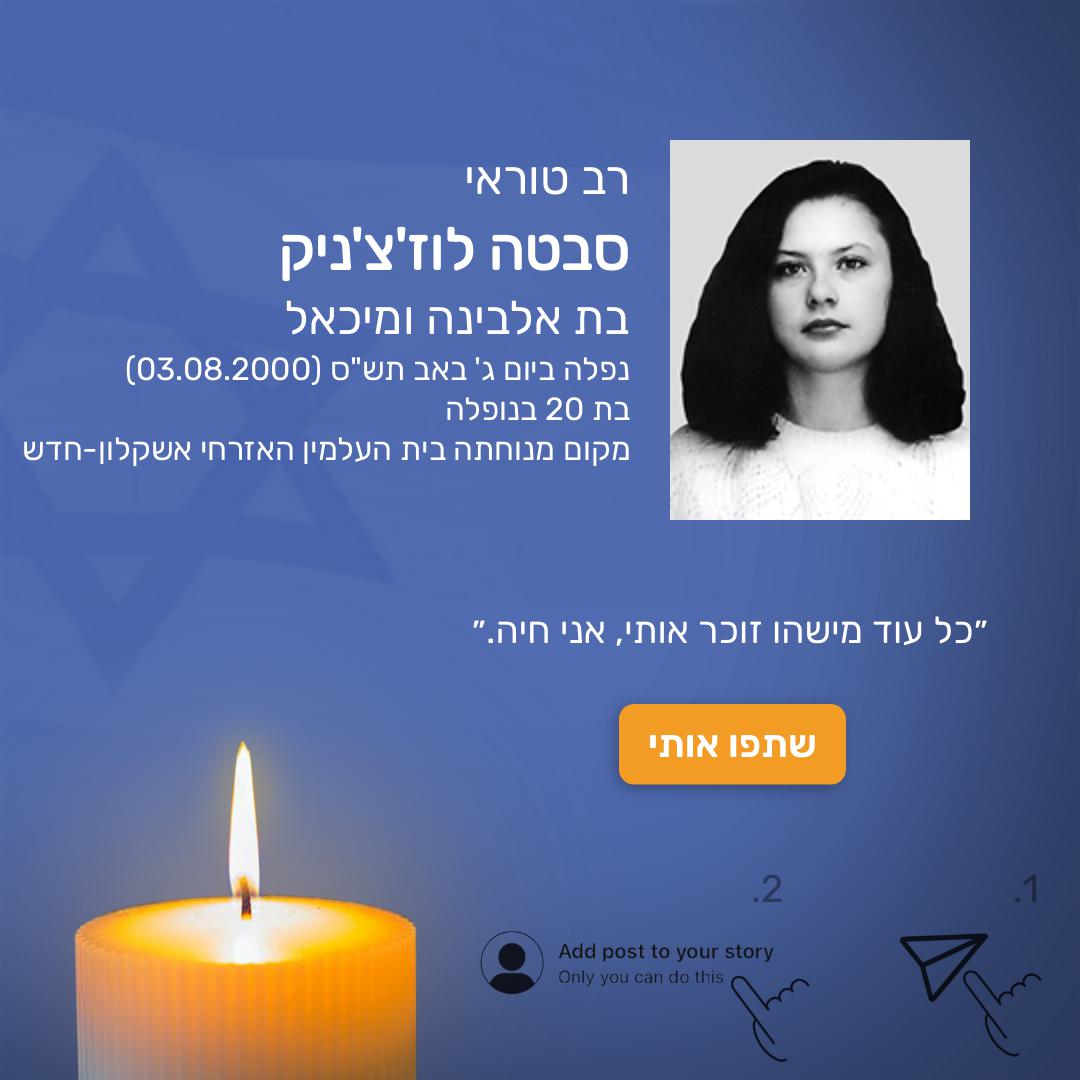 רב טוראי
סבטה לוז'צ'ניק
בת אלבינה ומיכאל
נפלה ביום ג' באב תש"ס (03.08.2000)
בת 20 בנופלה
מקום מנוחתה בית העלמין האזרחי אשקלון-חדש
״כל עוד מישהו זוכר אותי, אני חיה.״
שתפו אותי
.1
.2
Add post to your story
Only you can do this